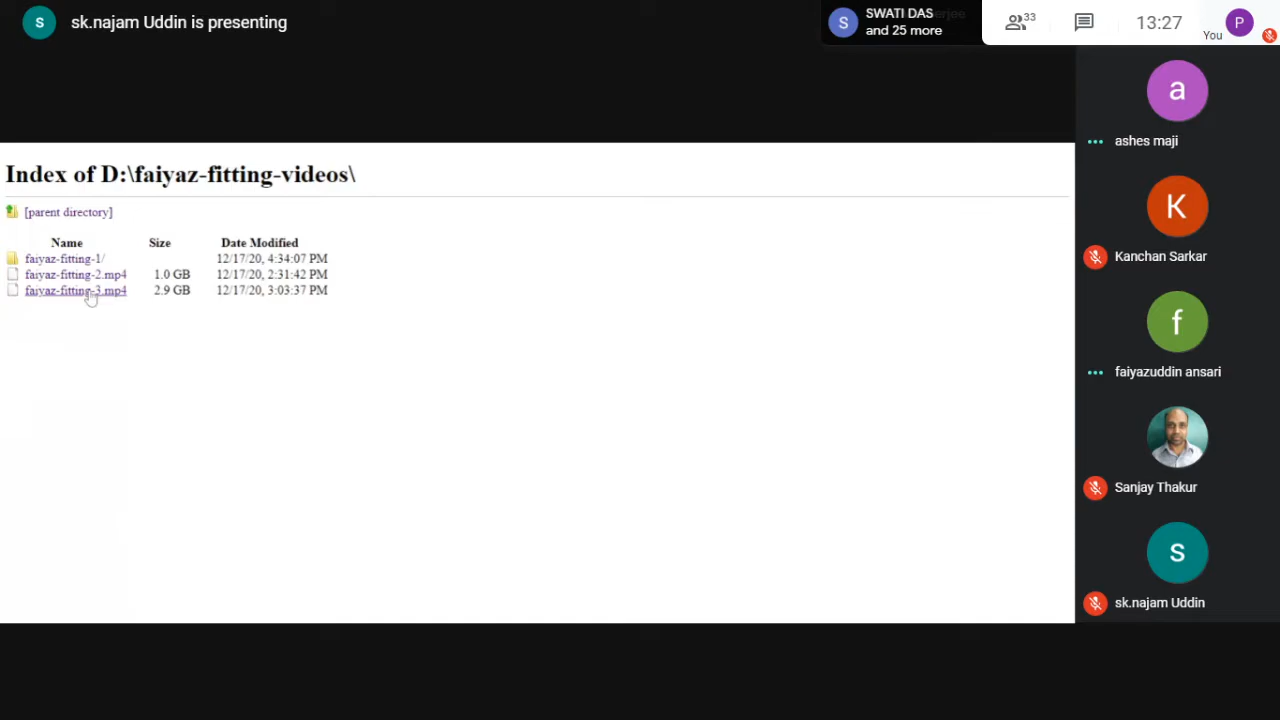 s sk.najam Uddin is presenting
S SWATI DAS
and 25 more
33
13:27
You P
Index of D:\faiyaz-fitting-videos\
[parent directory]
Name Size Date Modified
faiyaz-fitting-1/ 12/17/20, 4:34:07 PM
faiyaz-fitting-2.mp4 1.0 GB 12/17/20, 2:31:42 PM
faiyaz-fitting-3.mp4 2.9 GB 12/17/20, 3:03:37 PM
a
ashes maji
K
Kanchan Sarkar
f
faiyazuddin ansari
Sanjay Thakur
s
sk.najam Uddin